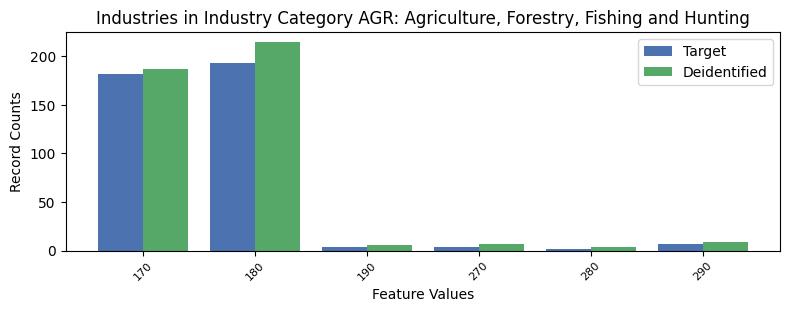 Industries in Industry Category AGR: Agriculture, Forestry, Fishing and Hunting
Target
Deidentified
Record Counts
200
150
100
50
0
170
180
190
270
280
290
Feature Values